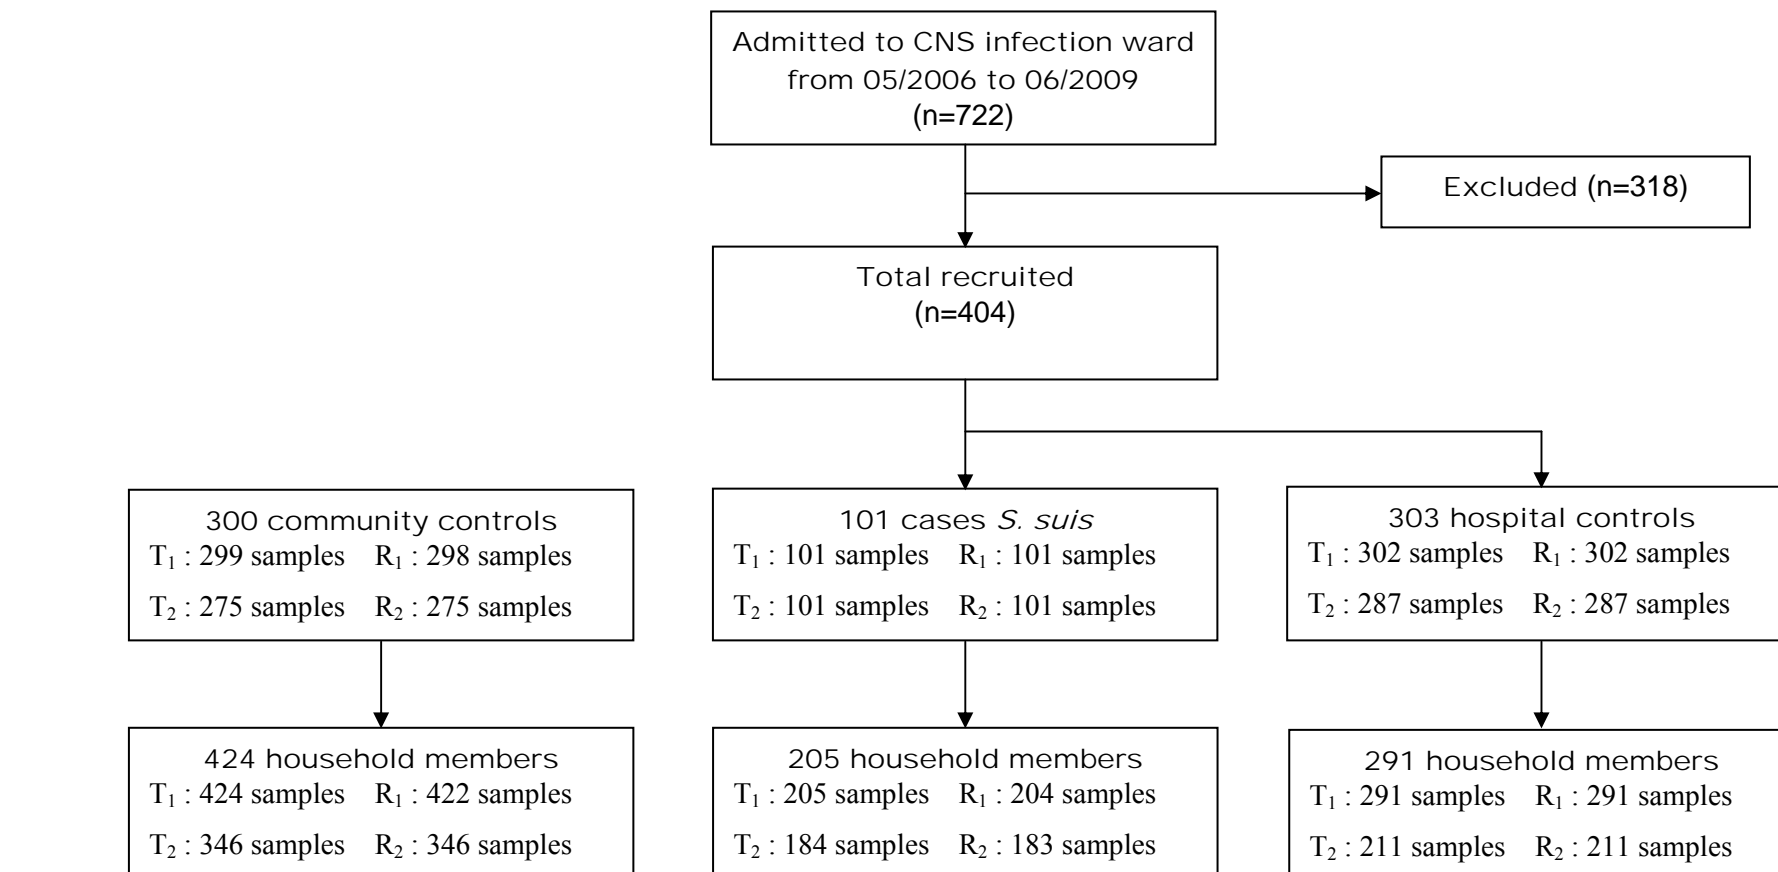 Admitted to CNS infection ward
from 05/2006 to 06/2009
(n=722)
Excluded (n=318)
Total recruited
(n=404)
300 community controls
T₁ : 299 samples R₁ : 298 samples
T₂ : 275 samples R₂ : 275 samples
101 cases S. suis
T₁ : 101 samples R₁ : 101 samples
T₂ : 101 samples R₂ : 101 samples
303 hospital controls
T₁ : 302 samples R₁ : 302 samples
T₂ : 287 samples R₂ : 287 samples
424 household members
T₁ : 424 samples R₁ : 422 samples
T₂ : 346 samples R₂ : 346 samples
205 household members
T₁ : 205 samples R₁ : 204 samples
T₂ : 184 samples R₂ : 183 samples
291 household members
T₁ : 291 samples R₁ : 291 samples
T₂ : 211 samples R₂ : 211 samples